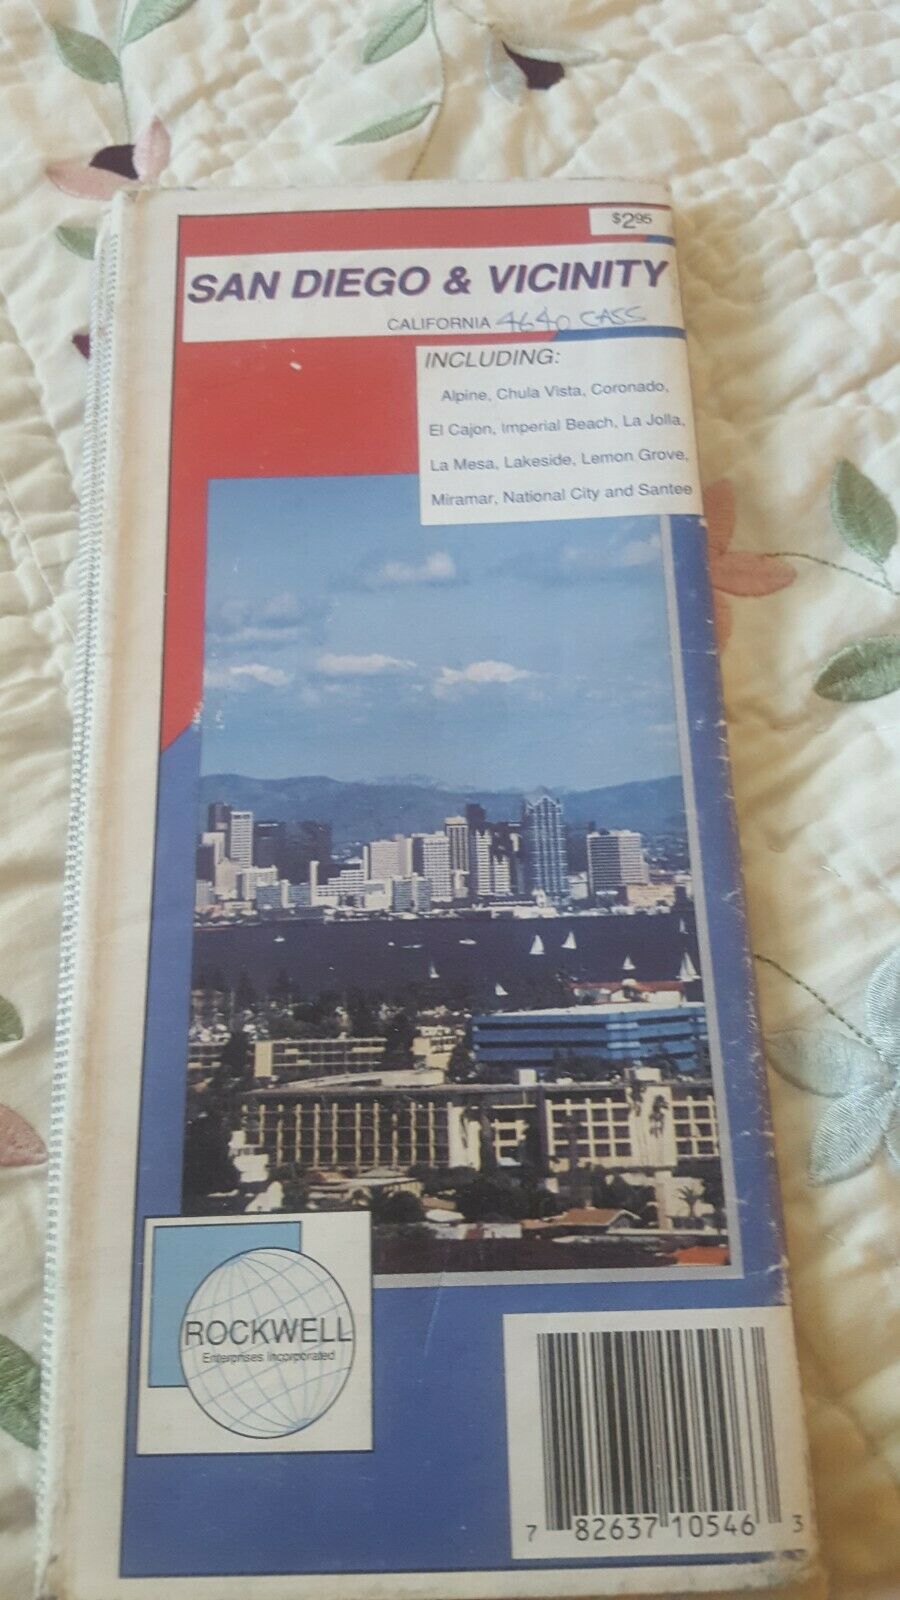 $2.95
SAN DIEGO & VICINITY
CALIFORNIA 4640 CASS
INCLUDING:
Alpine, Chula Vista, Coronado,
El Cajon, Imperial Beach, La Jolla,
La Mesa, Lakeside, Lemon Grove,
Miramar, National City and Santee
ROCKWELL
Enterprises Incorporated
7 82637 10546 3